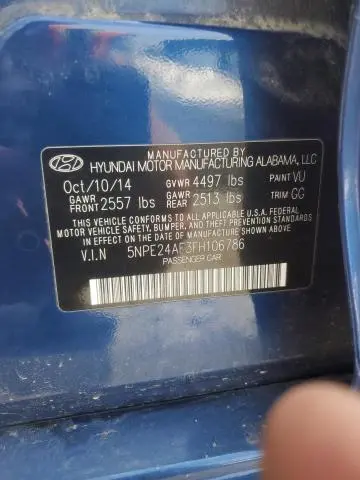 MANUFACTURED BY
HYUNDAI MOTOR MANUFACTURING ALABAMA, LLC
Oct/10/14 GVWR 4497 lbs PAINT VU
GAWR FRONT 2557 lbs GAWR REAR 2513 lbs TRIM GG
THIS VEHICLE CONFORMS TO ALL APPLICABLE U.S.A. FEDERAL
MOTOR VEHICLE SAFETY, BUMPER, AND THEFT PREVENTION
STANDARDS IN EFFECT ON THE DATE OF MANUFACTURE SHOWN ABOVE
V.I.N 5NPE24AF3FH106786
PASSENGER CAR